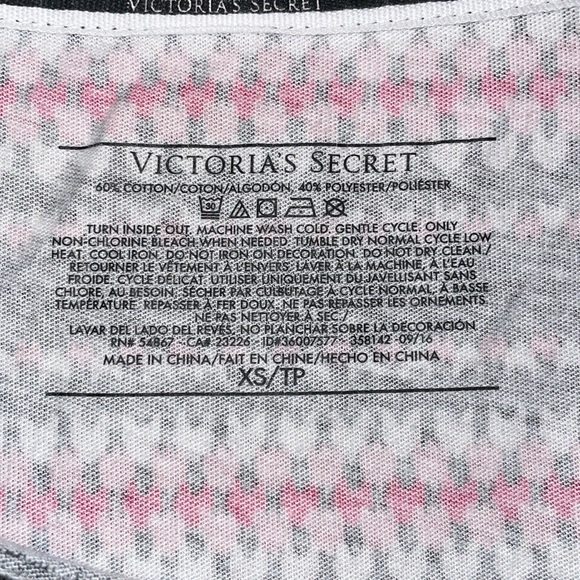 VICTORIA'S SECRET
VICTORIA'S SECRET
60% COTTON/COTON/ALGODÓN, 40% POLYESTER/POLIÉSTER
TURN INSIDE OUT. MACHINE WASH COLD. GENTLE CYCLE. ONLY
NON-CHLORINE BLEACH WHEN NEEDED. TUMBLE DRY NORMAL CYCLE LOW
HEAT. COOL IRON. DO NOT IRON ON DECORATION. DO NOT DRY CLEAN./
RETOURNER LE VÊTEMENT À L'ENVERS. LAVER À LA MACHINE, À L'EAU
FROIDE. CYCLE DÉLICAT. UTILISER UNIQUEMENT DU JAVELLISANT SANS
CHLORE, AU BESOIN. SÉCHER PAR CULBUTAGE À CYCLE NORMAL, À BASSE
TEMPÉRATURE. REPASSER À FER DOUX. NE PAS REPASSER LES ORNEMENTS.
NE PAS NETTOYER À SEC./
LAVAR DEL LADO DEL REVES. NO PLANCHAR SOBRE LA DECORACIÓN
RN# 54867 - CA# 23226 - ID#36007577 - 358142 - 09/16
MADE IN CHINA/FAIT EN CHINE/HECHO EN CHINA
XS/TP